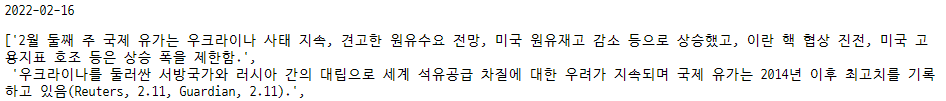 2022-02-16
['2월 둘째 주 국제 유가는 우크라이나 사태 지속, 견고한 원유수요 전망, 미국 원유재고 감소 등으로 상승했고, 이란 핵 협상 진전, 미국 고
용지표 호조 등은 상승 폭을 제한함.',
'우크라이나를 둘러싼 서방국가와 러시아 간의 대립으로 세계 석유공급 차질에 대한 우려가 지속되며 국제 유가는 2014년 이후 최고치를 기록
하고 있음(Reuters, 2.11, Guardian, 2.11).',